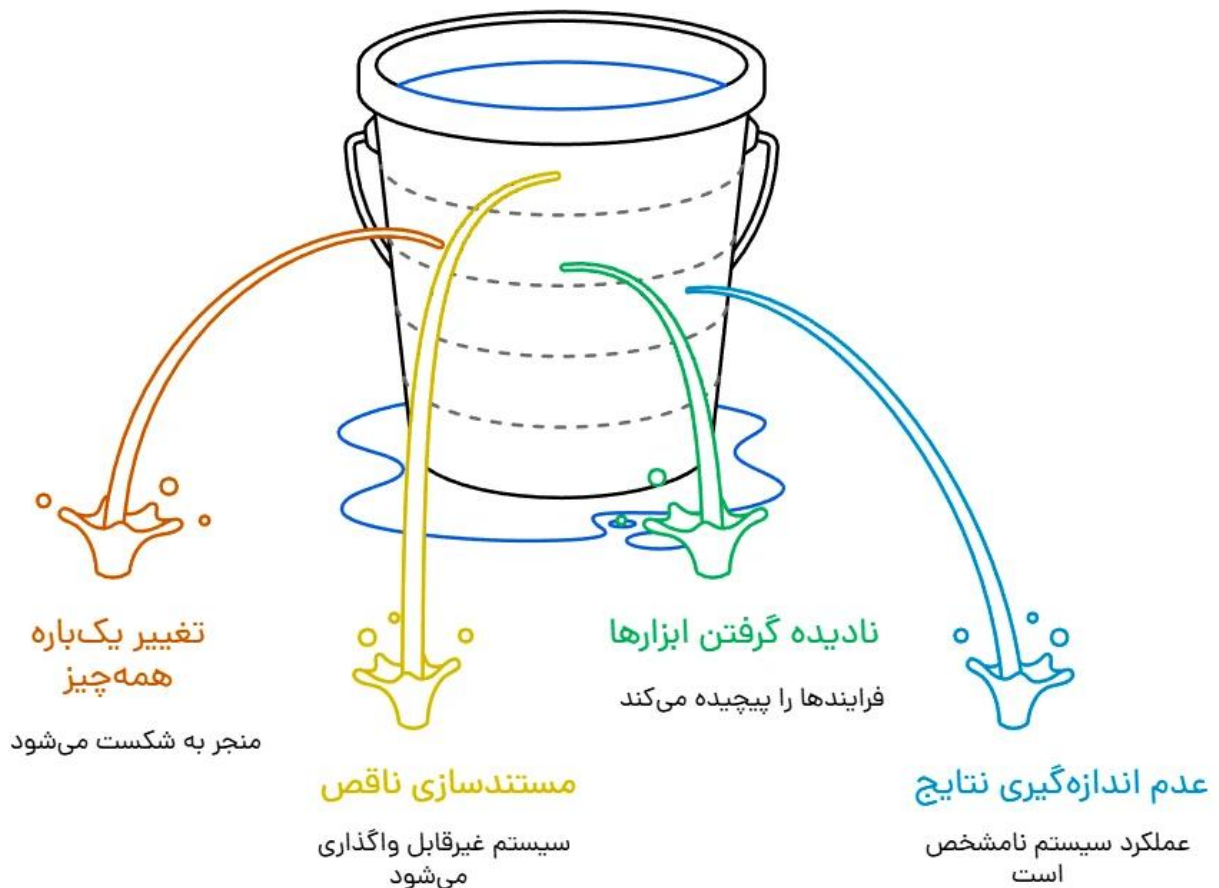 نادیده گرفتن ابزارها
فرایندها را پیچیده می‌کند
تغییر یک‌باره
همه‌چیز
منجر به شکست می‌شود
عدم اندازه‌گیری نتایج
عملکرد سیستم نامشخص
است
مستندسازی ناقص
سیستم غیرقابل واگذاری
می‌شود